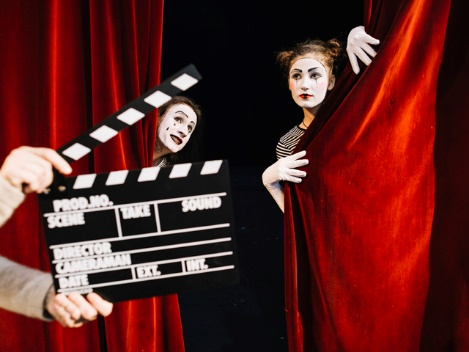 PROD.NO.
SCENE TAKE SOUND
DIRECTOR
CAMERAMAN
DATE EXT. INT.